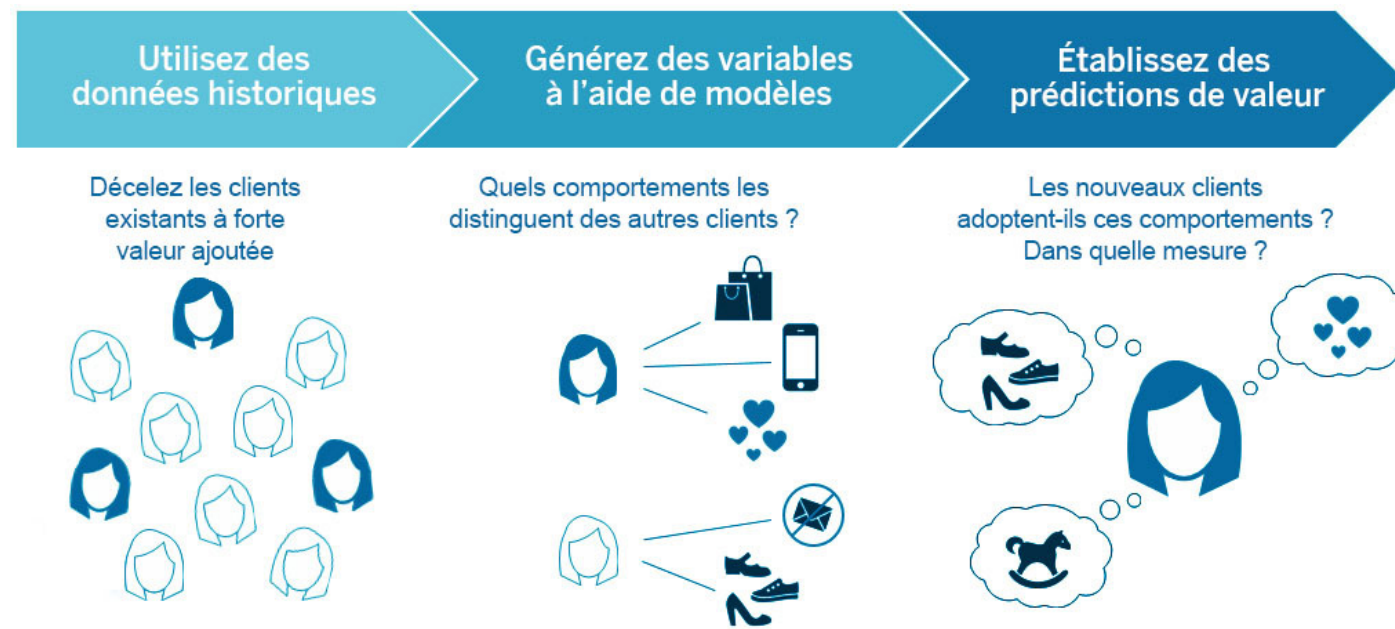 Utilisez des
données historiques
Générez des variables
à l’aide de modèles
Établissez des
prédictions de valeur
Décelez les clients
existants à forte
valeur ajoutée
Quels comportements les
distinguent des autres clients ?
Les nouveaux clients
adoptent-ils ces comportements ?
Dans quelle mesure ?